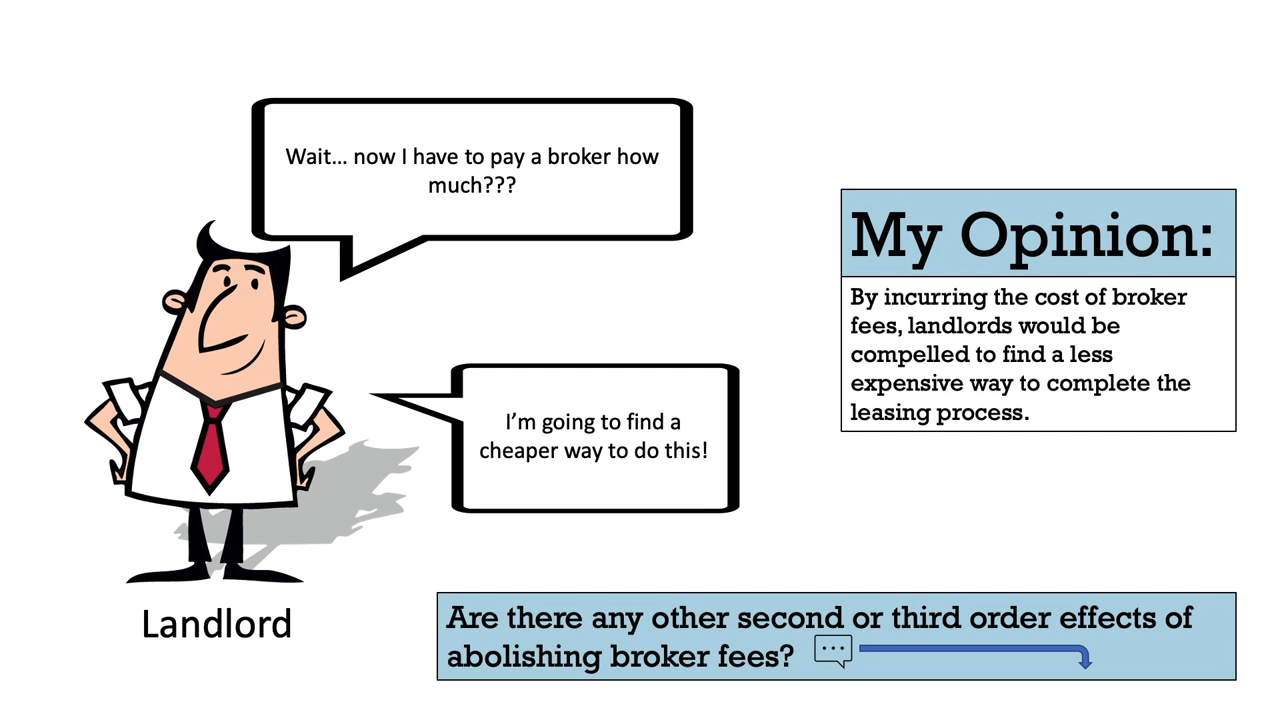 Wait... now I have to pay a broker how
much???
My Opinion:
By incurring the cost of broker
fees, landlords would be
compelled to find a less
expensive way to complete the
leasing process.
I’m going to find a
cheaper way to do this!
Landlord
Are there any other second or third order effects of
abolishing broker fees?